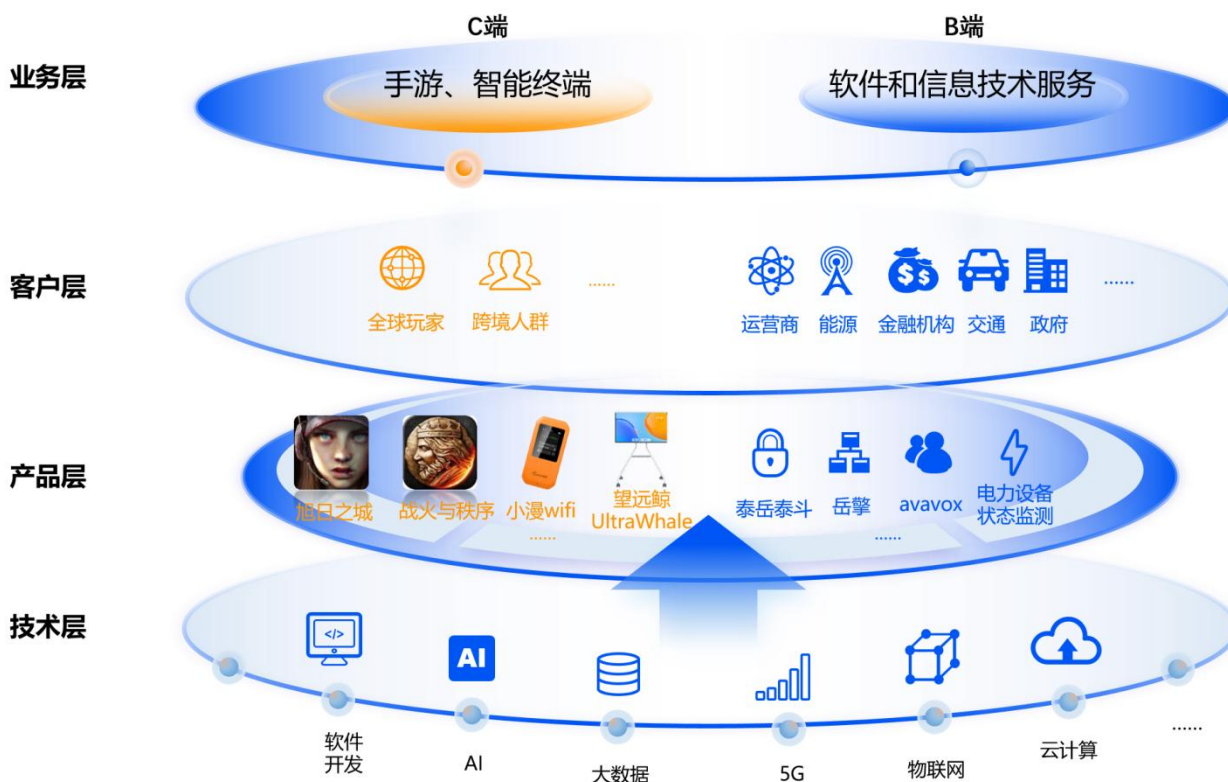 C端
B端
业务层
手游、智能终端
软件和信息技术服务
客户层
全球玩家
跨境人群
......
运营商
能源
金融机构
交通
政府
......
产品层
旭日之城
战火与秩序
小漫wifi
望远鲸
UltraWhale
......
泰岳泰斗
岳擎
avavox
电力设备
状态监测
......
技术层
</>
AI
软件
开发
AI
大数据
5G
物联网
云计算
......